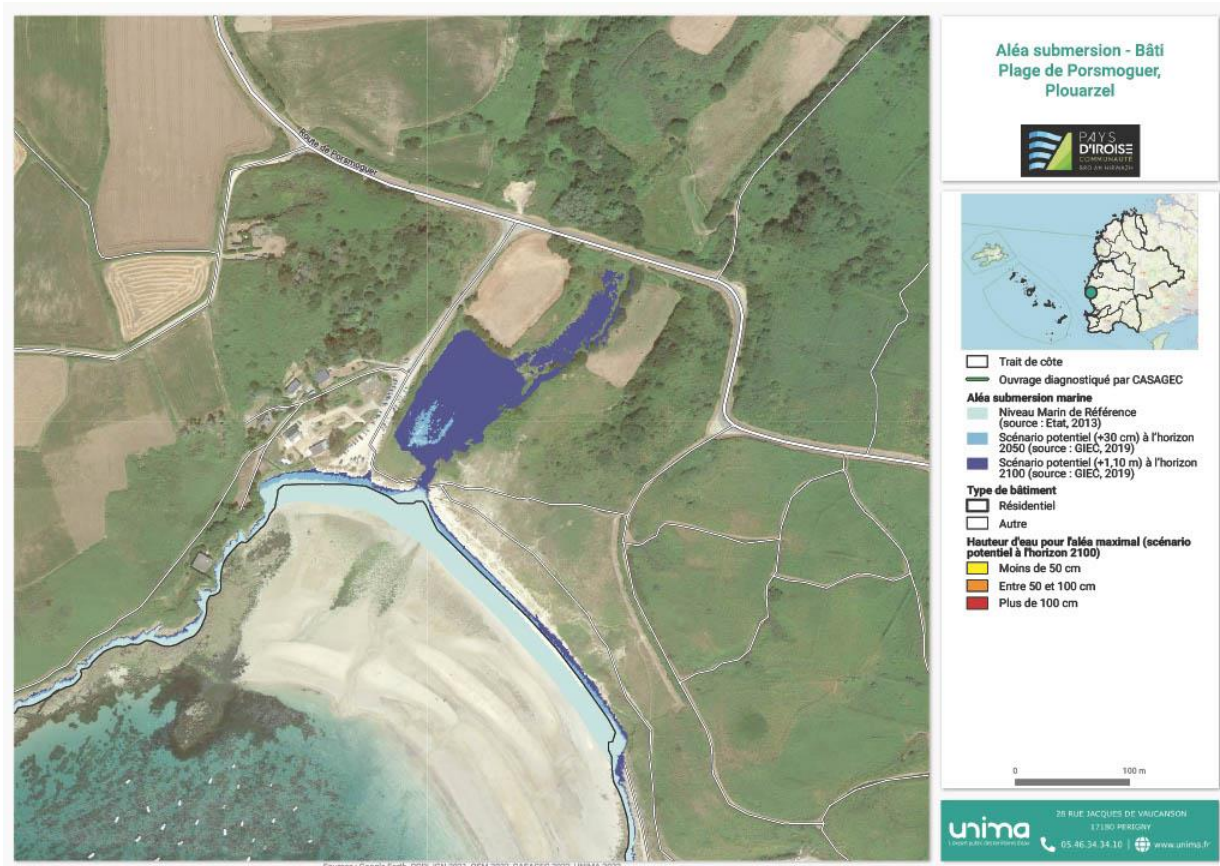 Aléa submersion - Bâti
Plage de Porsmoguer,
Plouarzel
PAYS
D'IROISE
COMMUNAUTÉ
BRO AN HIRWAZH
Route de Porsmoguer
Trait de côte
Ouvrage diagnostiqué par CASAGEC
Aléa submersion marine
Niveau Marin de Référence
(source : Etat, 2013)
Scénario potentiel (+30 cm) à l'horizon
2050 (source : GIEC, 2019)
Scénario potentiel (+1,10 m) à l'horizon
2100 (source : GIEC, 2019)
Type de bâtiment
Résidentiel
Autre
Hauteur d'eau pour l'aléa maximal (scénario
potentiel à l'horizon 2100)
Moins de 50 cm
Entre 50 et 100 cm
Plus de 100 cm
0 100 m
unima
28 RUE JACQUES DE VAUCANSON
17180 PERIGNY
05.46.34.34.10 | www.unima.fr